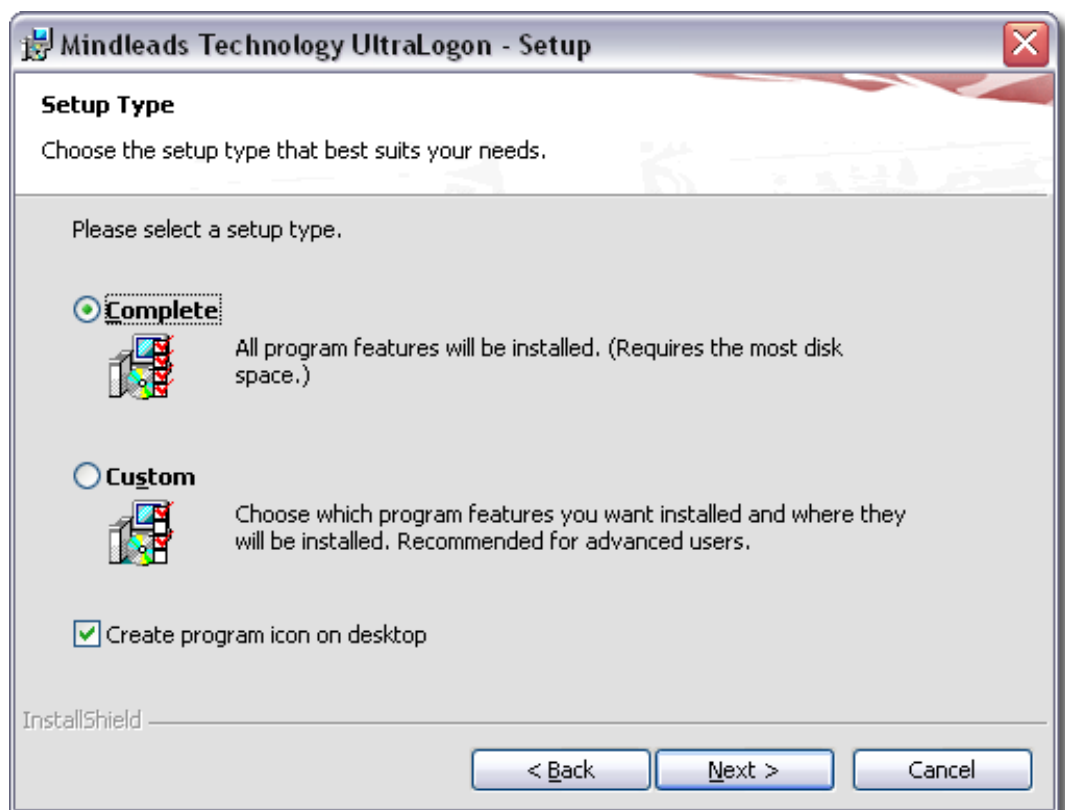 Mindleads Technology UltraLogon - Setup
Setup Type
Choose the setup type that best suits your needs.
Please select a setup type.
Complete
All program features will be installed. (Requires the most disk
space.)
Custom
Choose which program features you want installed and where they
will be installed. Recommended for advanced users.
Create program icon on desktop
InstallShield
< Back
Next >
Cancel